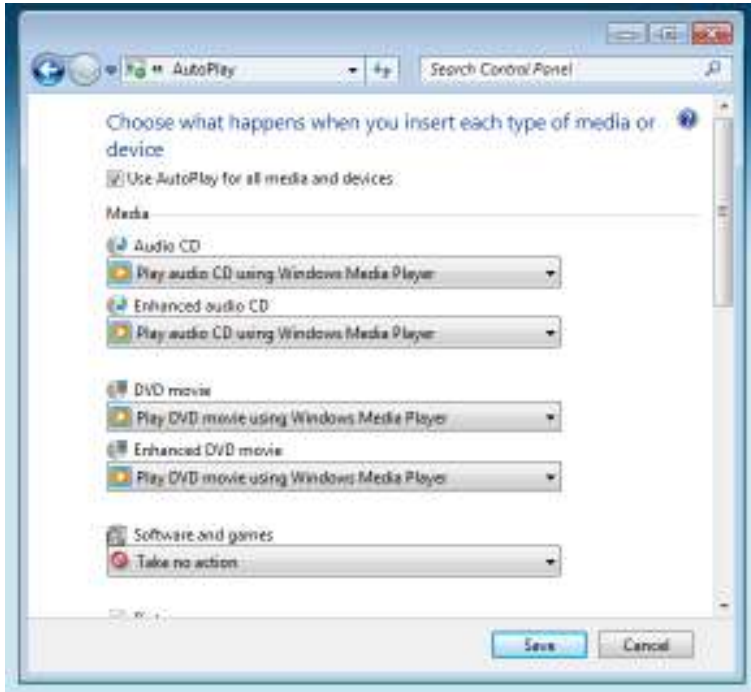 AutoPlay
Search Control Panel
Choose what happens when you insert each type of media or
device
Use AutoPlay for all media and devices
Media
Audio CD
Play audio CD using Windows Media Player
Enhanced audio CD
Play audio CD using Windows Media Player
DVD movie
Play DVD movie using Windows Media Player
Enhanced DVD movie
Play DVD movie using Windows Media Player
Software and games
Take no action
Save Cancel